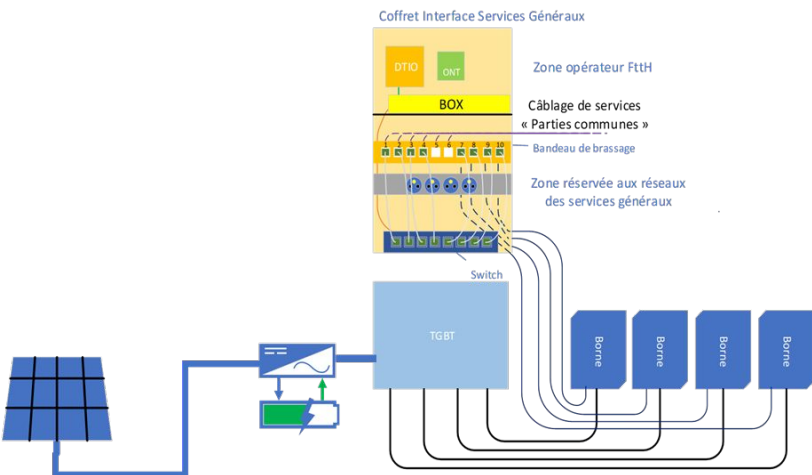 Coffret Interface Services Généraux
DTIO
ONT
Zone opérateur FttH
BOX
Câblage de services
« Parties communes »
1 2 3 4 5 6 7 8 9 10
Bandeau de brassage
Zone réservée aux réseaux
des services généraux
Switch
TGBT
Borne
Borne
Borne
Borne